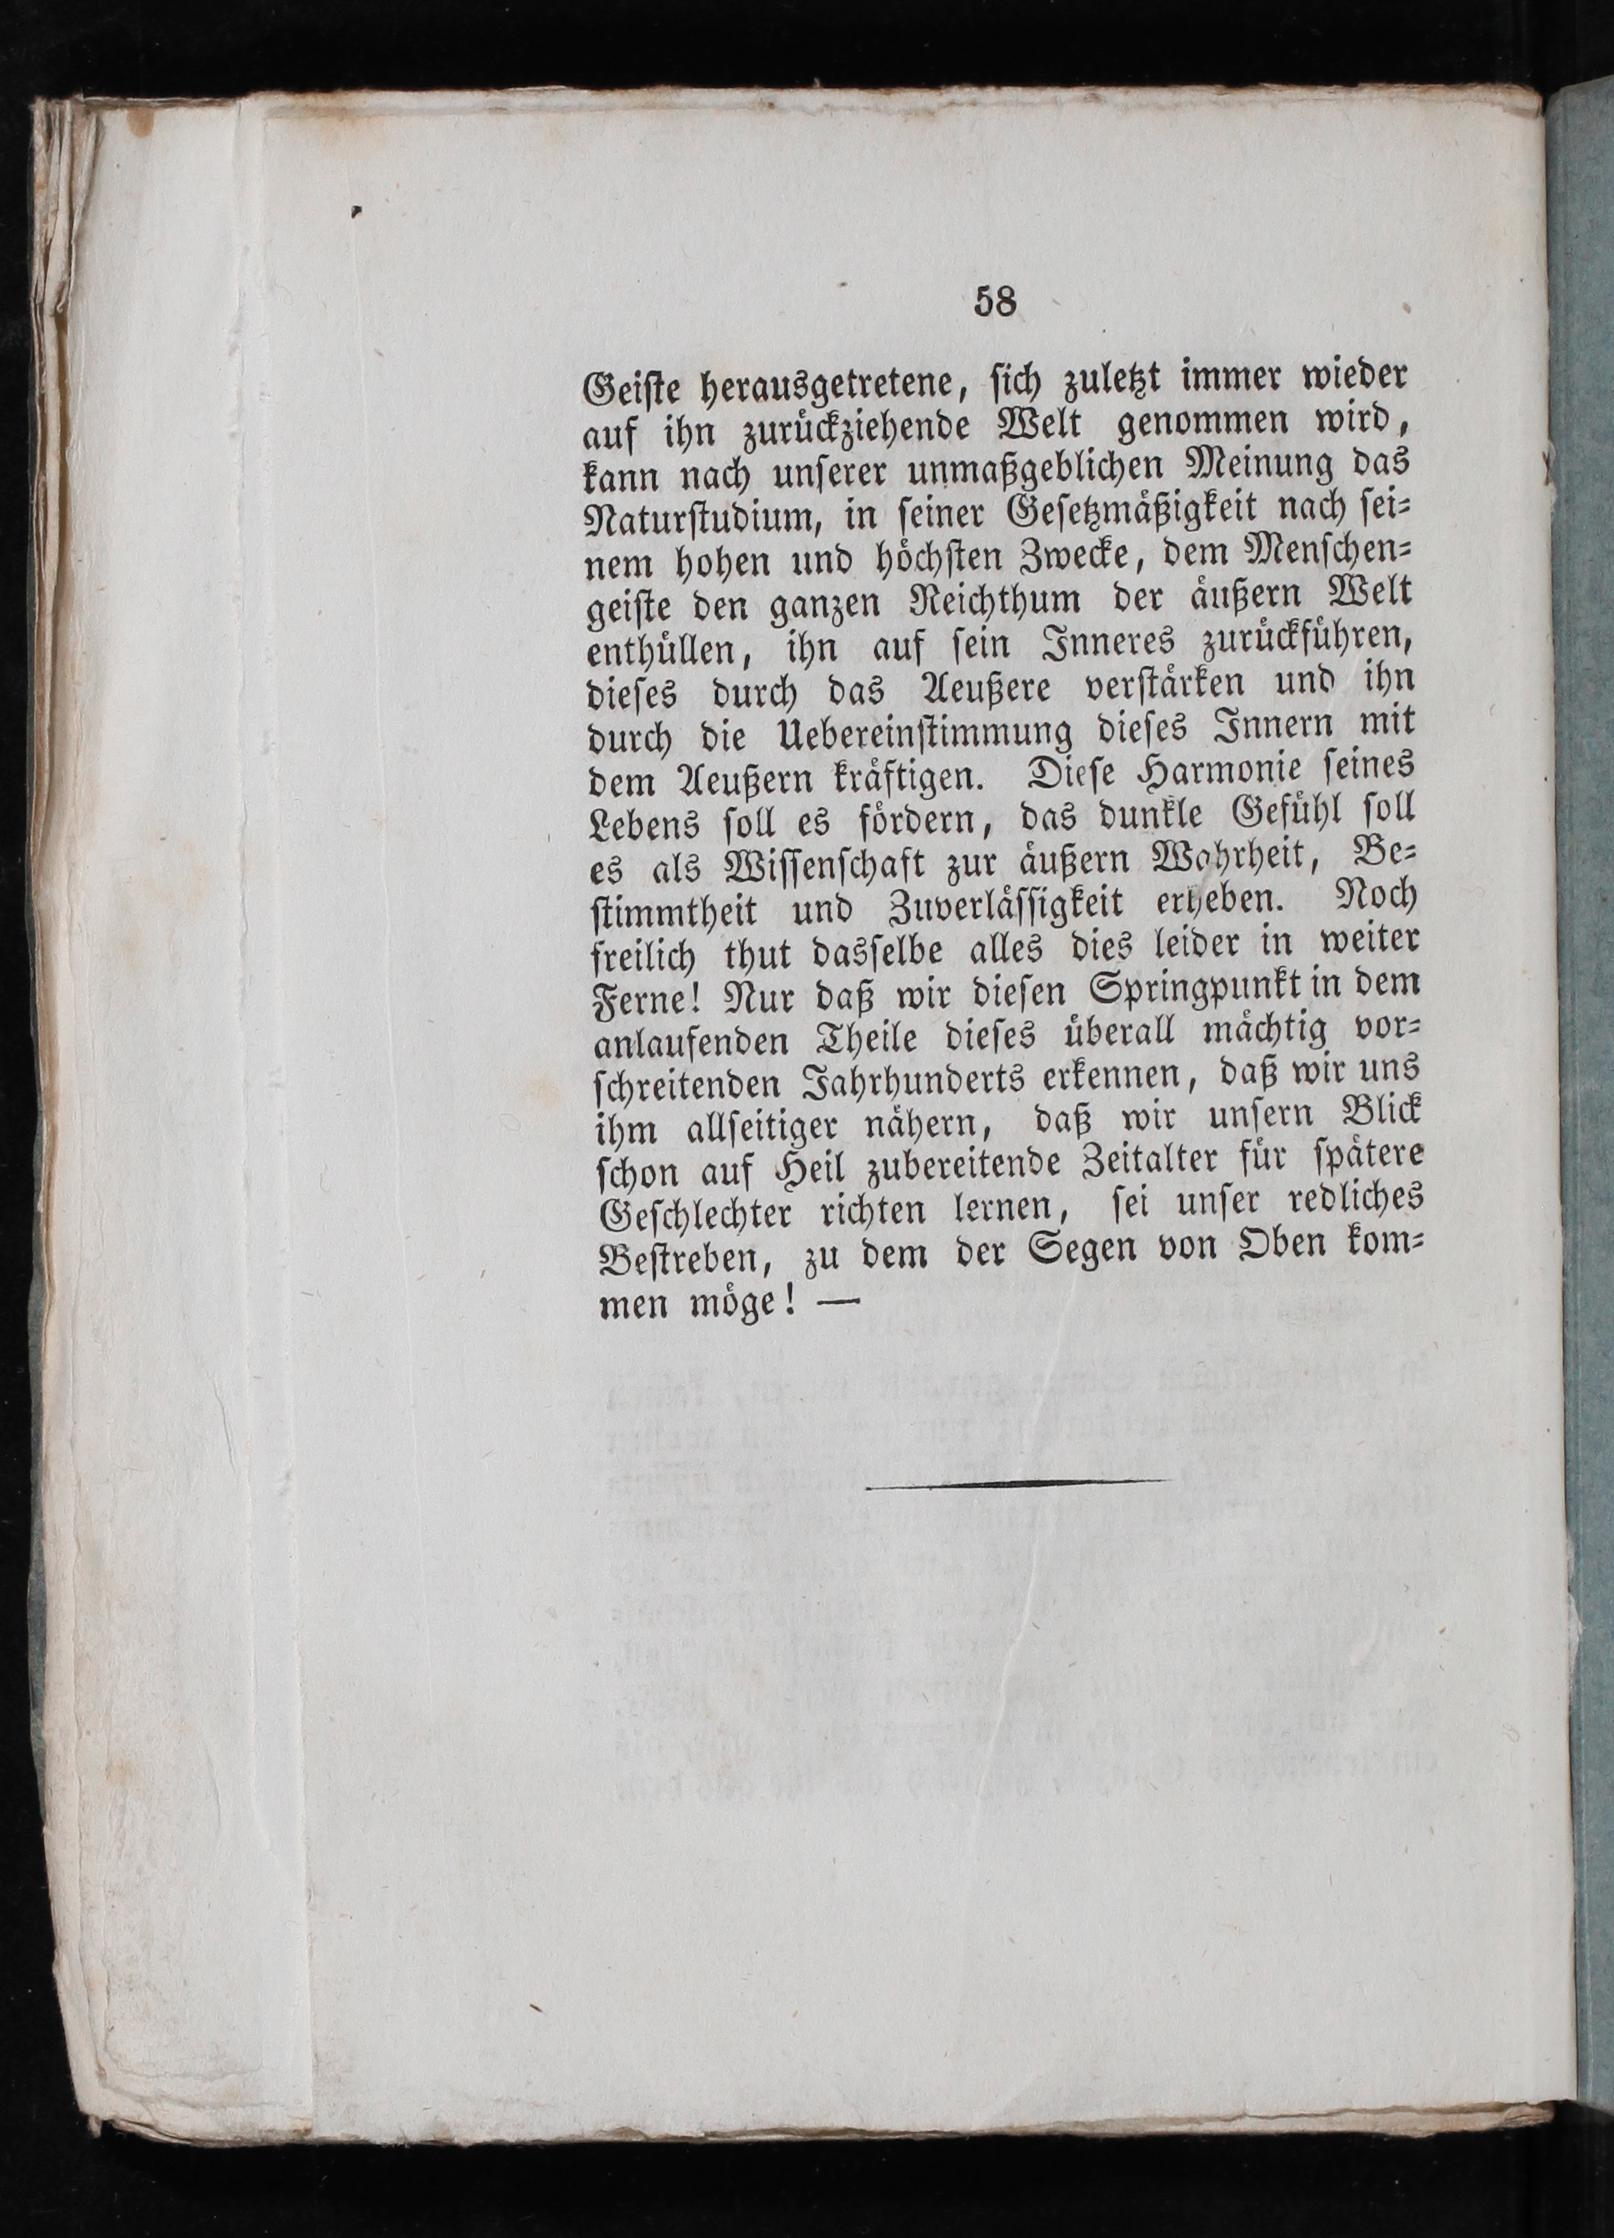 58
Geiste herausgetretene, sich zuletzt immer wieder
auf ihn zurückziehende Welt genommen wird,
kann nach unserer unmaßgeblichen Meinung das
Naturstudium, in seiner Gesetzmäßigkeit nach sei=
nem hohen und höchsten Zwecke, dem Menschen=
geiste den ganzen Reichthum der äußern Welt
enthüllen, ihn auf sein Inneres zurückführen,
dieses durch das Aeußere verstärken und ihn
durch die Uebereinstimmung dieses Innern mit
dem Aeußern kräftigen. Diese Harmonie seines
Lebens soll es fördern, das dunkle Gefühl soll
es als Wissenschaft zur äußern Wahrheit, Be=
stimmtheit und Zuverlässigkeit erheben. Noch
freilich thut dasselbe alles dies leider in weiter
Ferne! Nur daß wir diesen Springpunkt in dem
anlaufenden Theile dieses überall mächtig vor=
schreitenden Jahrhunderts erkennen, daß wir uns
ihm allseitiger nähern, daß wir unsern Blick
schon auf Heil zubereitende Zeitalter für spätere
Geschlechter richten lernen, sei unser redliches
Bestreben, zu dem der Segen von Oben kom=
men möge! —